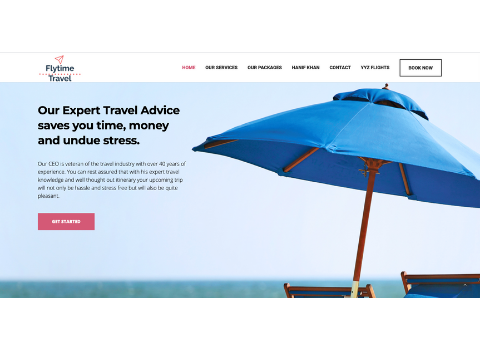 Flytime
Travel
HOME OUR SERVICES OUR PACKAGES HANIF KHAN CONTACT YYZ FLIGHTS BOOK NOW
Our Expert Travel Advice
saves you time, money
and undue stress.
Our CEO is veteran of the travel industry with over 40 years of
experience. You can rest assured that with his expert travel
knowledge and well thought out itinerary your upcoming trip
will not only be hassle and stress free but will also be quite
pleasant.
GET STARTED